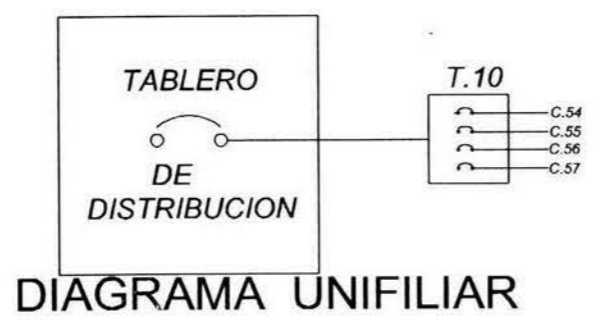 TABLERO
DE
DISTRIBUCION
T.10
C.54
C.55
C.56
C.57
DIAGRAMA UNIFILIAR